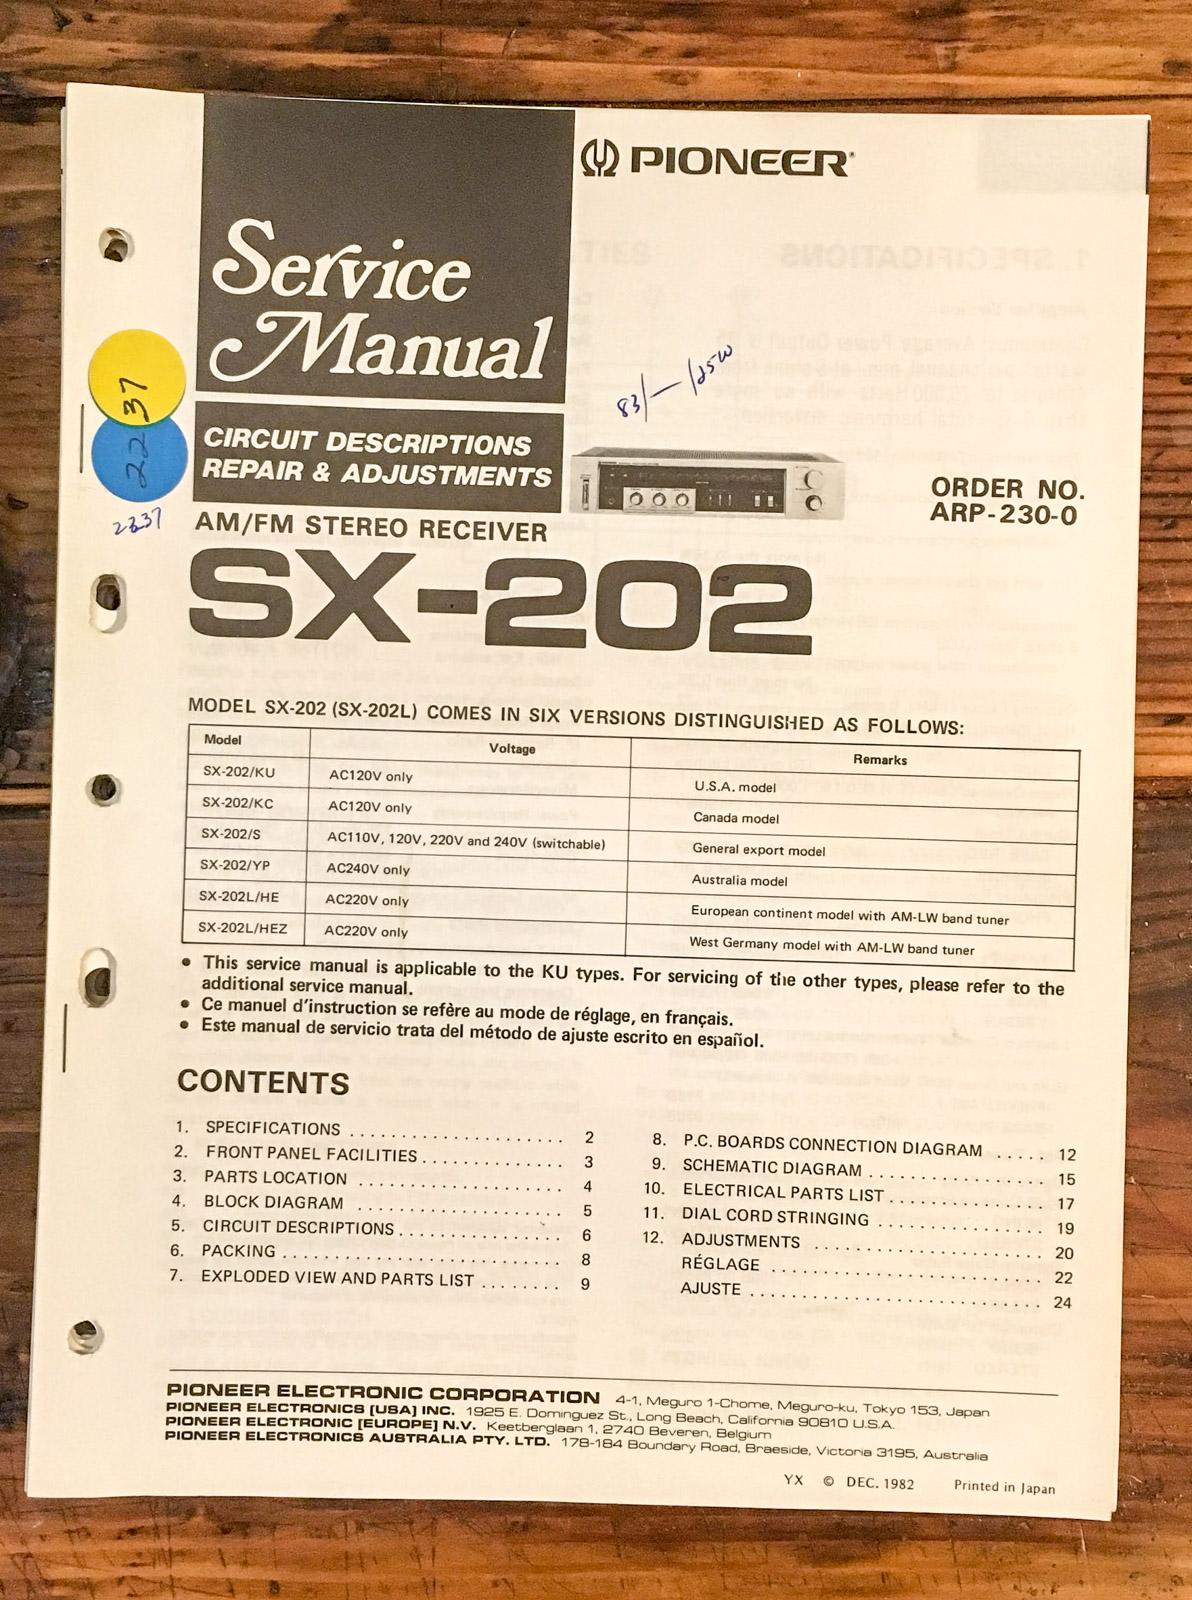 PIONEER
Service
Manual
83/ — /25W
37
22
2237
CIRCUIT DESCRIPTIONS
REPAIR & ADJUSTMENTS
ORDER NO.
ARP-230-0
AM/FM STEREO RECEIVER
SX-202
MODEL SX-202 (SX-202L) COMES IN SIX VERSIONS DISTINGUISHED AS FOLLOWS:
Model Voltage Remarks
SX-202/KU AC120V only U.S.A. model
SX-202/KC AC120V only Canada model
SX-202/S AC110V, 120V, 220V and 240V (switchable) General export model
SX-202/YP AC240V only Australia model
SX-202L/HE AC220V only European continent model with AM-LW band tuner
SX-202L/HEZ AC220V only West Germany model with AM-LW band tuner
• This service manual is applicable to the KU types. For servicing of the other types, please refer to the
additional service manual.
• Ce manuel d'instruction se refère au mode de réglage, en français.
• Este manual de servicio trata del método de ajuste escrito en español.
CONTENTS
1. SPECIFICATIONS . . . . . . . . . . . . . . . . . . . . . 2
2. FRONT PANEL FACILITIES . . . . . . . . . . . . . . 3
3. PARTS LOCATION . . . . . . . . . . . . . . . . . . . . 4
4. BLOCK DIAGRAM . . . . . . . . . . . . . . . . . . . . 5
5. CIRCUIT DESCRIPTIONS . . . . . . . . . . . . . . . . 6
6. PACKING . . . . . . . . . . . . . . . . . . . . . . . . . . . 8
7. EXPLODED VIEW AND PARTS LIST . . . . . . . . 9
8. P.C. BOARDS CONNECTION DIAGRAM . . . . . 12
9. SCHEMATIC DIAGRAM . . . . . . . . . . . . . . . . . 15
10. ELECTRICAL PARTS LIST . . . . . . . . . . . . . . . 17
11. DIAL CORD STRINGING . . . . . . . . . . . . . . . . 19
12. ADJUSTMENTS . . . . . . . . . . . . . . . . . . . . . . 20
RÉGLAGE . . . . . . . . . . . . . . . . . . . . . . . . . . 22
AJUSTE . . . . . . . . . . . . . . . . . . . . . . . . . . . . 24
PIONEER ELECTRONIC CORPORATION 4-1, Meguro 1-Chome, Meguro-ku, Tokyo 153, Japan
PIONEER ELECTRONICS [USA] INC. 1925 E. Dominguez St., Long Beach, California 90810 U.S.A.
PIONEER ELECTRONIC [EUROPE] N.V. Keetberglaan 1, 2740 Beveren, Belgium
PIONEER ELECTRONICS AUSTRALIA PTY. LTD. 178-184 Boundary Road, Braeside, Victoria 3195, Australia
YX © DEC. 1982 Printed in Japan